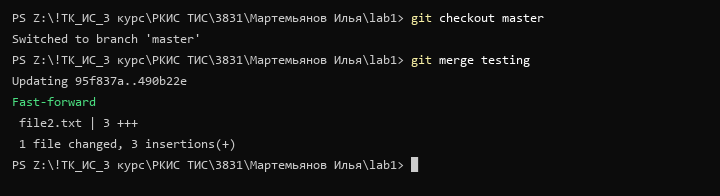 PS Z:\!ТК_ИС_3 курс\РКИС ТИС\3831\Мартемьянов Илья\lab1> git checkout master
Switched to branch 'master'
PS Z:\!ТК_ИС_3 курс\РКИС ТИС\3831\Мартемьянов Илья\lab1> git merge testing
Updating 95f837a..490b22e
Fast-forward
 file2.txt | 3 +++
 1 file changed, 3 insertions(+)
PS Z:\!ТК_ИС_3 курс\РКИС ТИС\3831\Мартемьянов Илья\lab1>